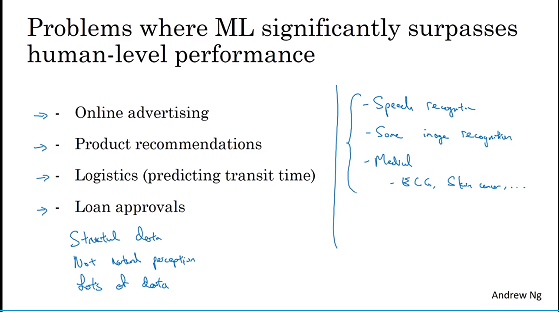 Problems where ML significantly surpasses
human-level performance
- Online advertising
- Product recommendations
- Logistics (predicting transit time)
- Loan approvals
data
Not natural perception
Lots of data
- Speech recognition
- Some image recognition
- Medical
- ECG, Skin cancer, ...
Andrew Ng